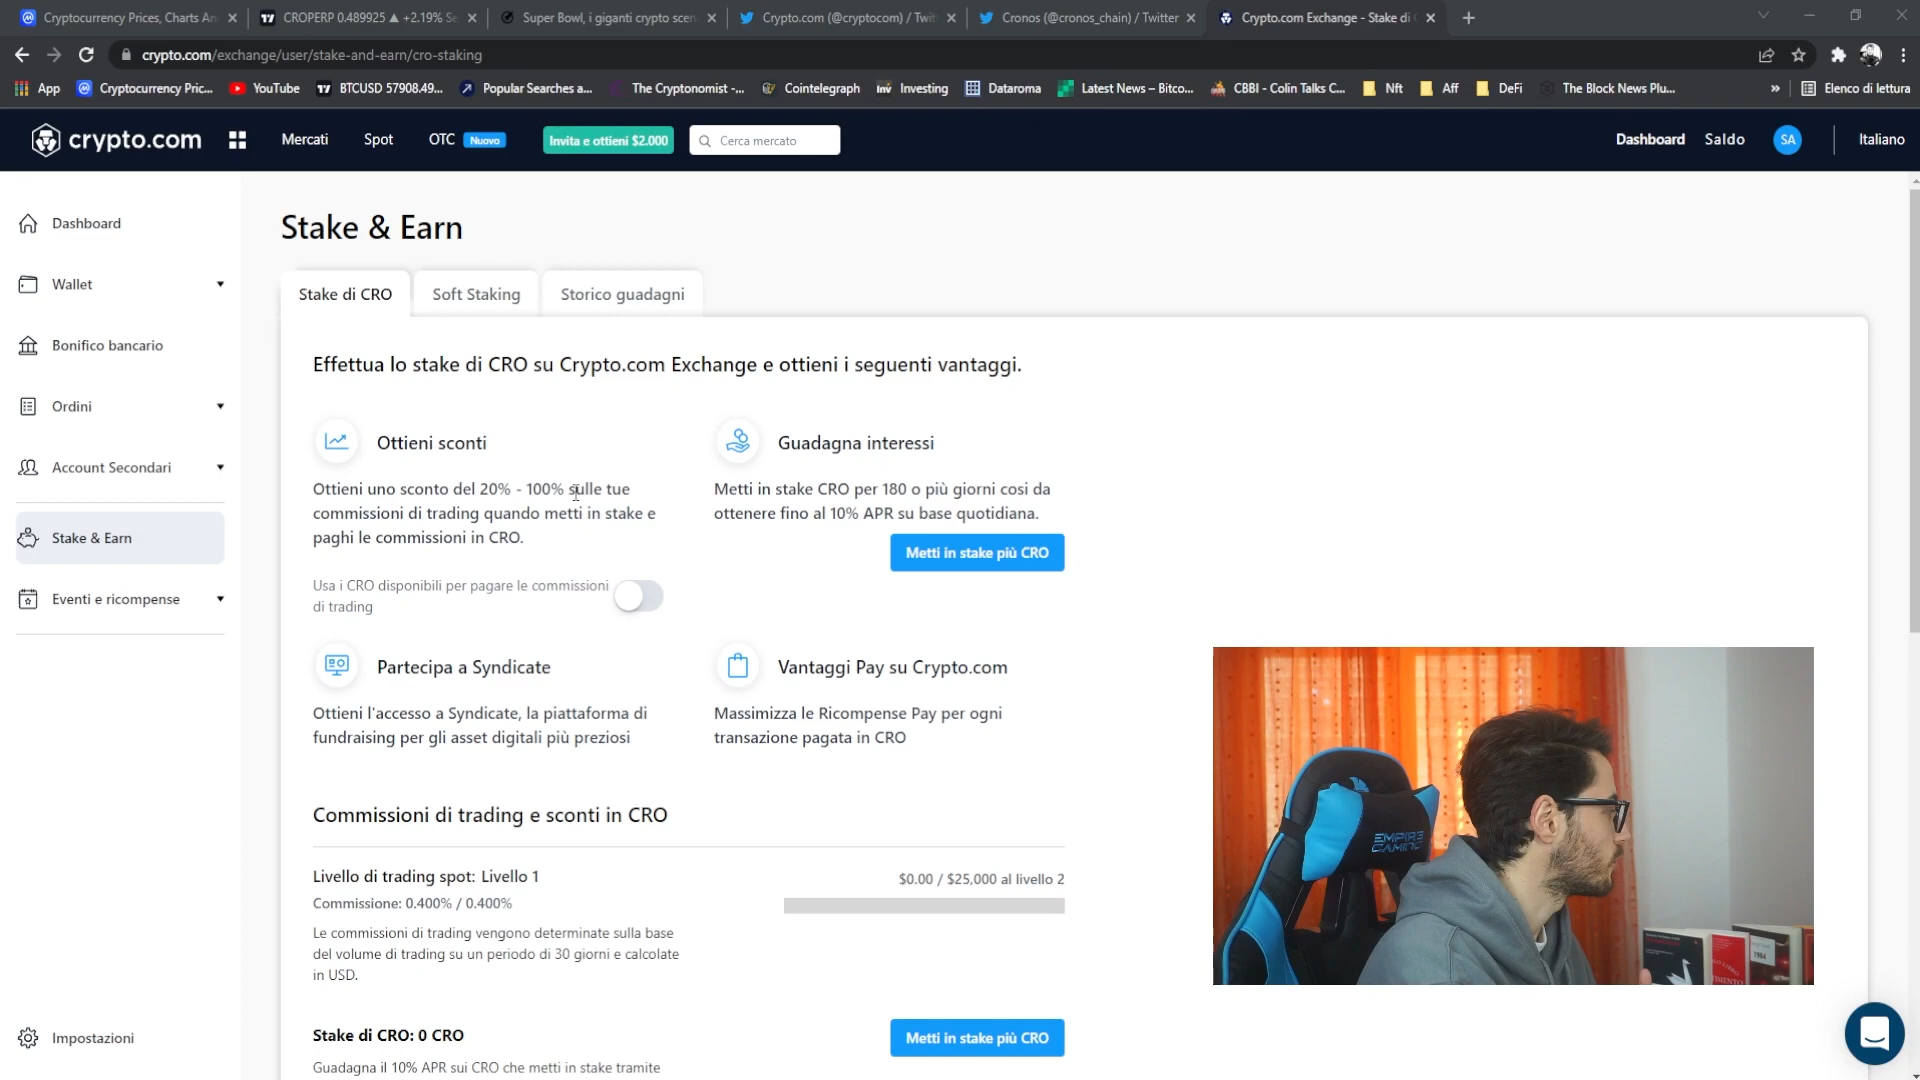 Cryptocurrency Prices, Charts An
CROPERP 0.489925 ▲ +2.19% Se
Super Bowl, i giganti crypto scen
Crypto.com (@cryptocom) / Twit
Cronos (@cronos_chain) / Twitter
Crypto.com Exchange - Stake di C
crypto.com/exchange/user/stake-and-earn/cro-staking
App
Cryptocurrency Pric...
YouTube
BTCUSD 57908.49...
Popular Searches a...
The Cryptonomist -...
Cointelegraph
Inv Investing
Dataroma
Latest News – Bitco...
CBBI - Colin Talks C...
Nft
Aff
DeFi
The Block News Plu...
»
Elenco di lettura
crypto.com
Mercati
Spot
OTC Nuovo
Invita e ottieni $2.000
Cerca mercato
Dashboard
Saldo
SA
Italiano
Dashboard
Wallet
Bonifico bancario
Ordini
Account Secondari
Stake & Earn
Eventi e ricompense
Impostazioni
Stake & Earn
Stake di CRO
Soft Staking
Storico guadagni
Effettua lo stake di CRO su Crypto.com Exchange e ottieni i seguenti vantaggi.
Ottieni sconti
Ottieni uno sconto del 20% - 100% sulle tue
commissioni di trading quando metti in stake e
paghi le commissioni in CRO.
Usa i CRO disponibili per pagare le commissioni
di trading
Guadagna interessi
Metti in stake CRO per 180 o più giorni cosi da
ottenere fino al 10% APR su base quotidiana.
Metti in stake più CRO
Partecipa a Syndicate
Ottieni l'accesso a Syndicate, la piattaforma di
fundraising per gli asset digitali più preziosi
Vantaggi Pay su Crypto.com
Massimizza le Ricompense Pay per ogni
transazione pagata in CRO
Commissioni di trading e sconti in CRO
Livello di trading spot: Livello 1
$0.00 / $25,000 al livello 2
Commissione: 0.400% / 0.400%
Le commissioni di trading vengono determinate sulla base
del volume di trading su un periodo di 30 giorni e calcolate
in USD.
Stake di CRO: 0 CRO
Metti in stake più CRO
Guadagna il 10% APR sui CRO che metti in stake tramite
EMPIRE
GAMING
1984